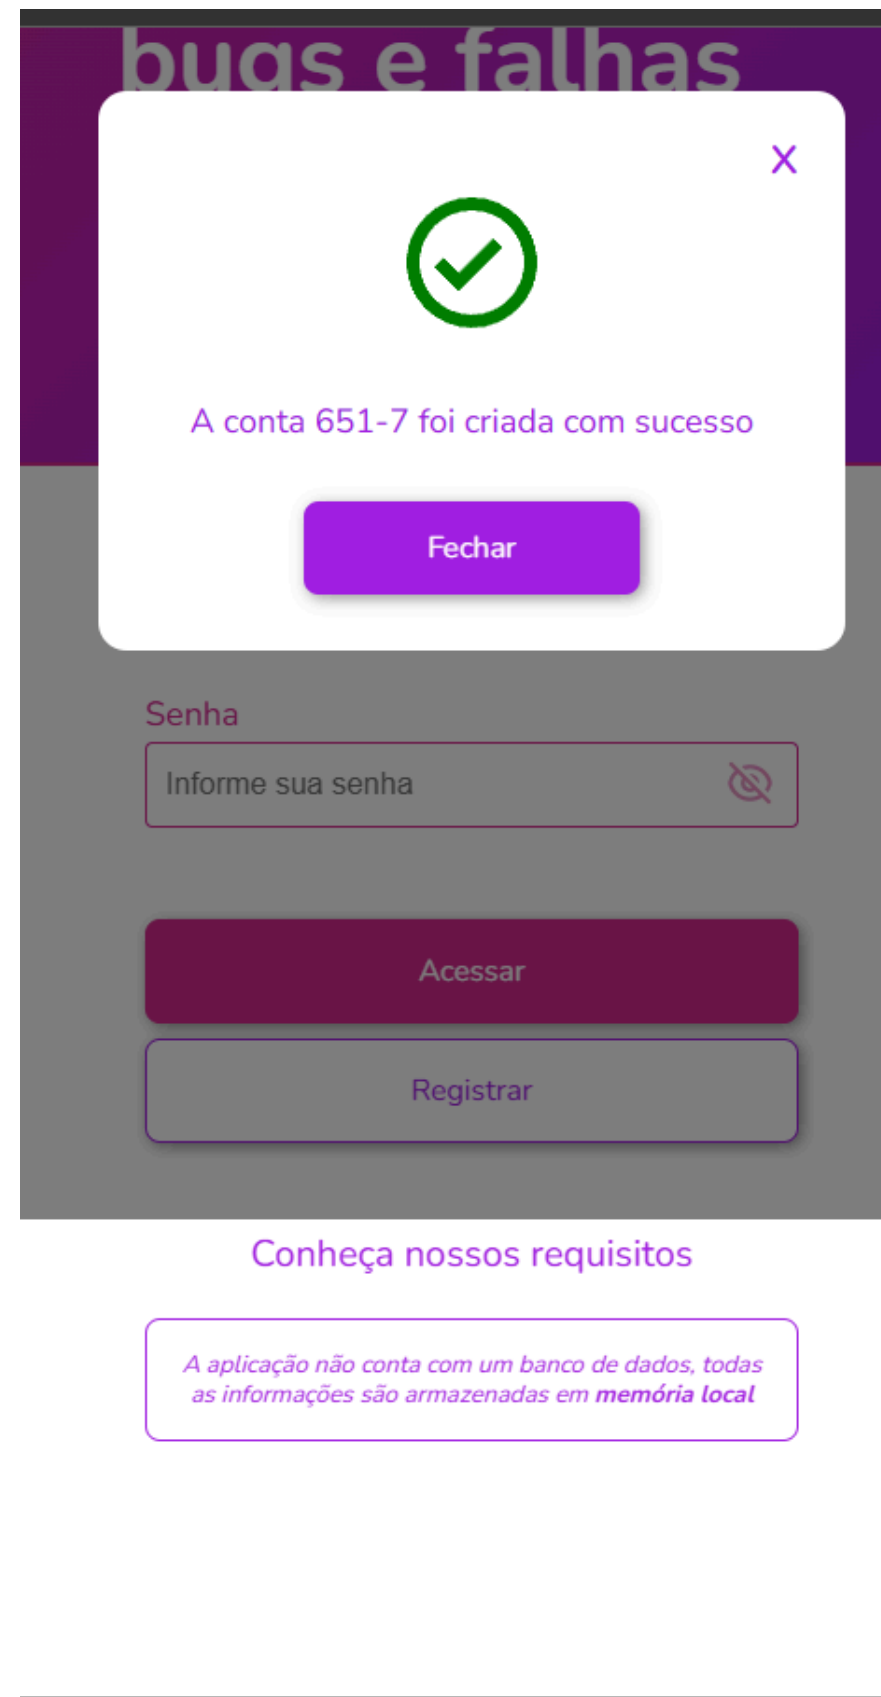 bugs e falhas
X
A conta 651-7 foi criada com sucesso
Fechar
Senha
Informe sua senha
Acessar
Registrar
Conheça nossos requisitos
A aplicação não conta com um banco de dados, todas
as informações são armazenadas em memória local